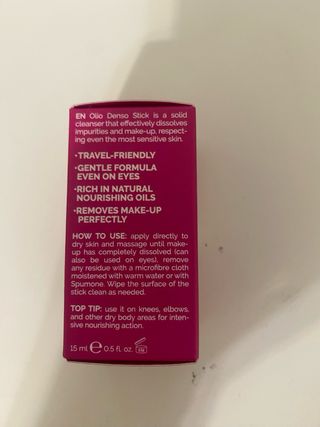 EN Olio Denso Stick is a solid
cleanser that effectively dissolves
impurities and make-up, respect-
ing even the most sensitive skin.
•TRAVEL-FRIENDLY
•GENTLE FORMULA
EVEN ON EYES
•RICH IN NATURAL
NOURISHING OILS
•REMOVES MAKE-UP
PERFECTLY
HOW TO USE: apply directly to
dry skin and massage until make-
up has completely dissolved (can
also be used on eyes), remove
any residue with a microfibre cloth
moistened with warm water or with
Spumone. Wipe the surface of the
stick clean as needed.
TOP TIP: use it on knees, elbows,
and other dry body areas for inten-
sive nourishing action.
15 ml ℮ 0.5 fl. oz.